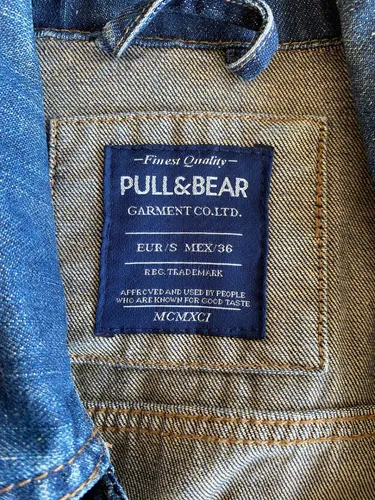 —Finest Quality—
PULL&BEAR
GARMENT CO.LTD.
EUR/S MEX/36
REG. TRADEMARK
APPROVED AND USED BY PEOPLE
WHO ARE KNOWN FOR GOOD TASTE
MCMXCI